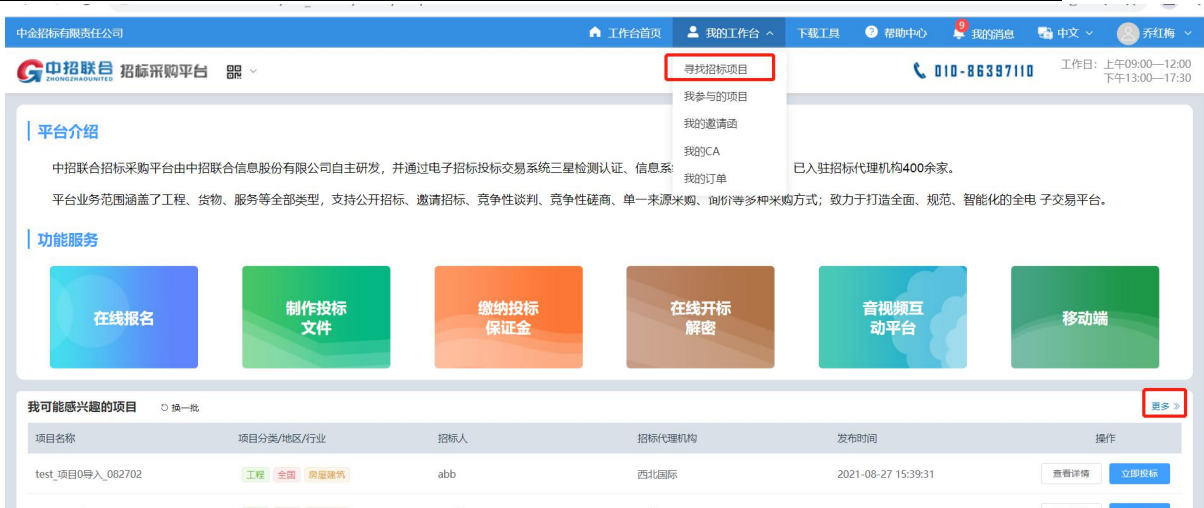 中金招标有限责任公司 工作台首页 我的工作台 下载工具 帮助中心 9 我的消息 中文 乔红梅
中招联合 招标采购平台 010-86397110 工作日: 上午09:00—12:00
ZHONGZHAOUNITED 下午13:00—17:30
寻找招标项目
我参与的项目
我的邀请函
我的CA
我的订单
平台介绍
中招联合招标采购平台由中招联合信息股份有限公司自主研发，并通过电子招标投标交易系统三星检测认证、信息系 已入驻招标代理机构400余家。
平台业务范围涵盖了工程、货物、服务等全部类型，支持公开招标、邀请招标、竞争性谈判、竞争性磋商、单一来源采购、询价等多种采购方式；致力于打造全面、规范、智能化的全电 子交易平台。
功能服务
在线报名
制作投标
文件
缴纳投标
保证金
在线开标
解密
音视频互
动平台
移动端
我可能感兴趣的项目 换一批 更多
项目名称 项目分类/地区/行业 招标人 招标代理机构 发布时间 操作
test_项目0导入_082702 工程 全国 房屋建筑 abb 西北国际 2021-08-27 15:39:31 查看详情 立即投标